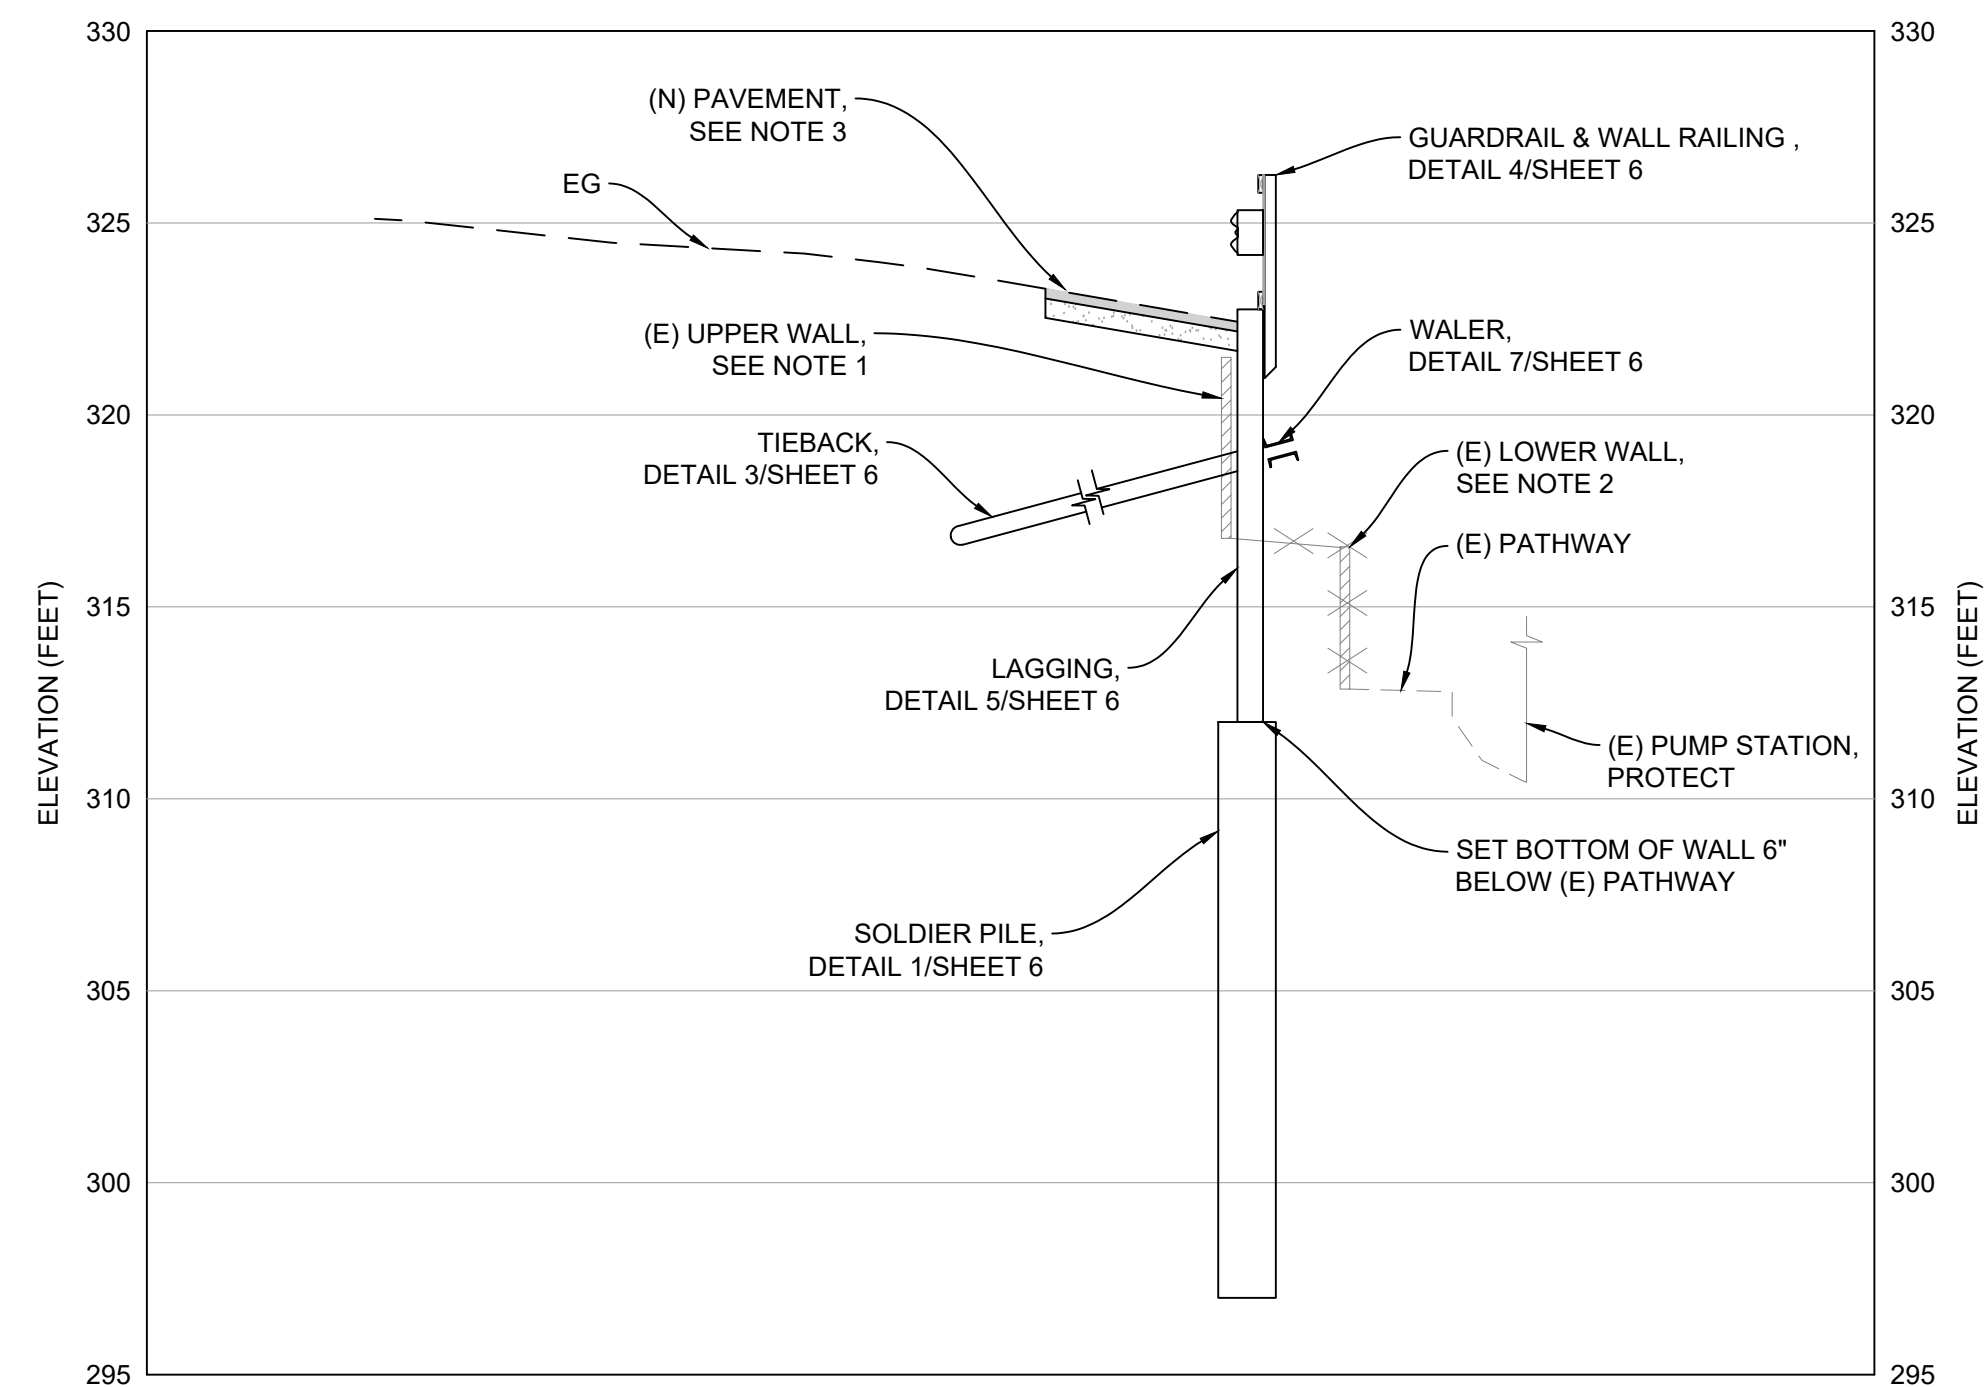 330
330
(N) PAVEMENT,
SEE NOTE 3
GUARDRAIL & WALL RAILING ,
DETAIL 4/SHEET 6
EG
325
325
(E) UPPER WALL,
SEE NOTE 1
WALER,
DETAIL 7/SHEET 6
320
320
TIEBACK,
DETAIL 3/SHEET 6
(E) LOWER WALL,
SEE NOTE 2
(E) PATHWAY
ELEVATION (FEET)
315
315
ELEVATION (FEET)
LAGGING,
DETAIL 5/SHEET 6
(E) PUMP STATION,
PROTECT
310
310
SET BOTTOM OF WALL 6"
BELOW (E) PATHWAY
SOLDIER PILE,
DETAIL 1/SHEET 6
305
305
300
300
295
295